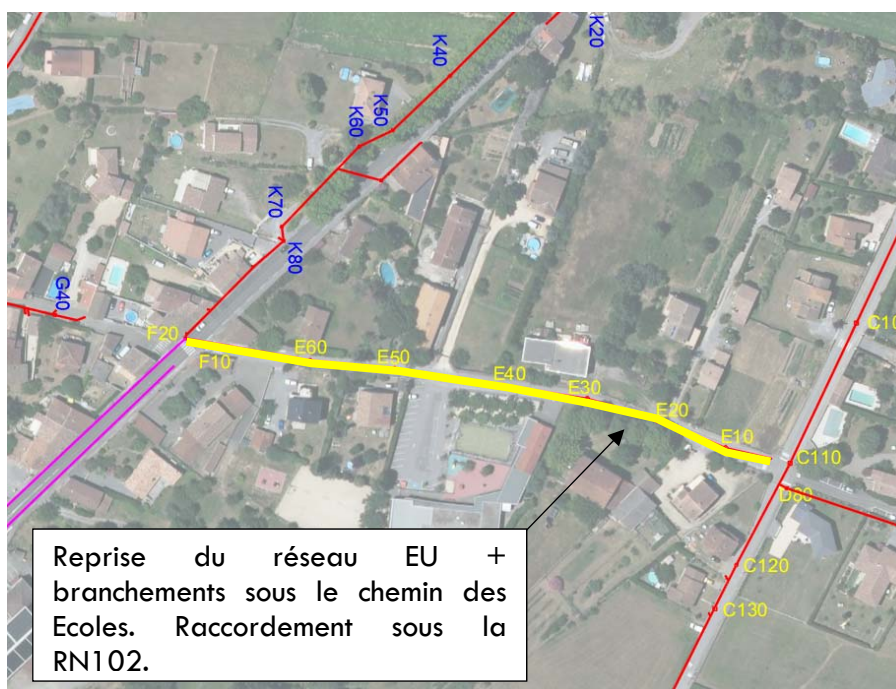 K20
K40
K50
K60
K70
K80
G40
F20
F10
E60
E50
E40
E30
E20
E10
C10
C110
D60
C120
C130
Reprise du réseau EU +
branchements sous le chemin des
Ecoles. Raccordement sous la
RN102.